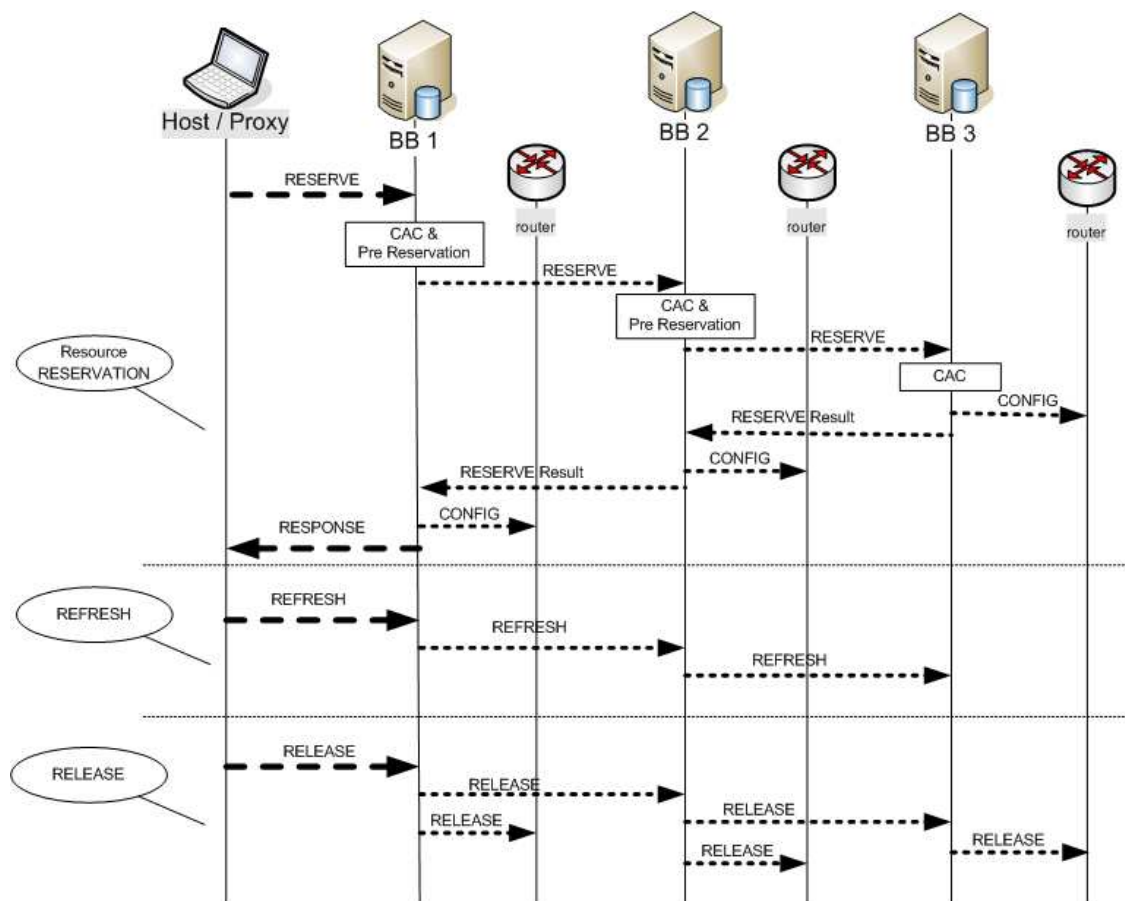 Host / Proxy
BB 1
BB 2
BB 3
router
router
router
RESERVE
CAC &
Pre Reservation
RESERVE
CAC &
Pre Reservation
RESERVE
Resource
RESERVATION
CAC
CONFIG
RESERVE Result
CONFIG
RESERVE Result
CONFIG
RESPONSE
REFRESH
REFRESH
REFRESH
REFRESH
RELEASE
RELEASE
RELEASE
RELEASE
RELEASE
RELEASE
RELEASE